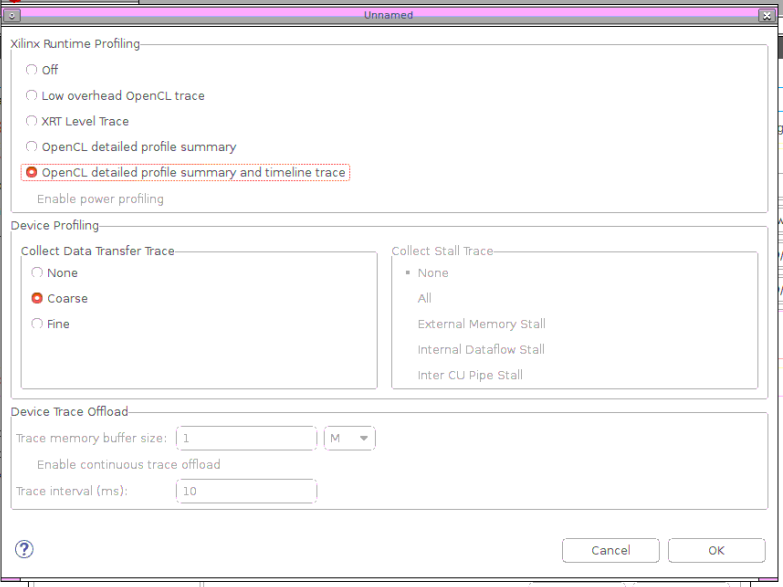 Unnamed
Xilinx Runtime Profiling
Off
Low overhead OpenCL trace
XRT Level Trace
OpenCL detailed profile summary
OpenCL detailed profile summary and timeline trace
Enable power profiling
Device Profiling
Collect Data Transfer Trace
None
Coarse
Fine
Collect Stall Trace
None
All
External Memory Stall
Internal Dataflow Stall
Inter CU Pipe Stall
Device Trace Offload
Trace memory buffer size: 1 M
Enable continuous trace offload
Trace interval (ms): 10
? Cancel OK